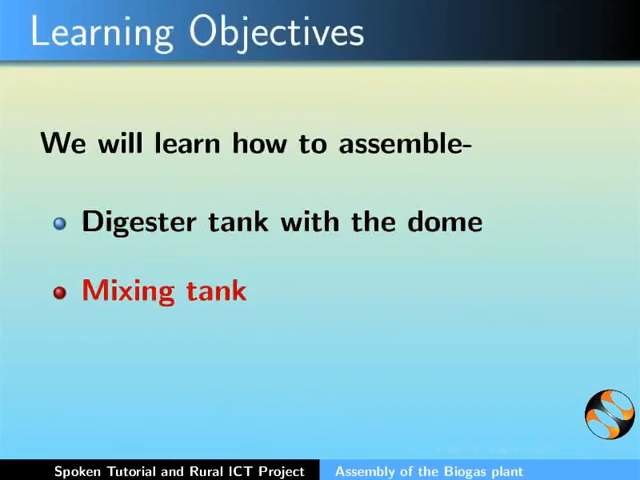 Learning Objectives
We will learn how to assemble-
Digester tank with the dome
Mixing tank
Spoken Tutorial and Rural ICT Project
Assembly of the Biogas plant